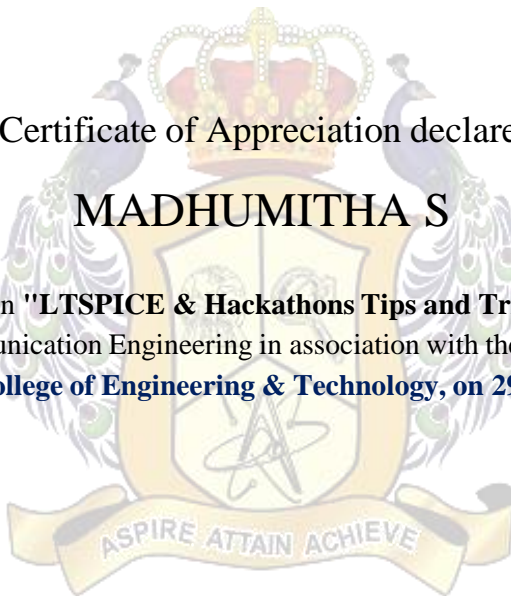 Certificate of Appreciation declare
MADHUMITHA S
n "LTSPICE & Hackathons Tips and Tr
unication Engineering in association with the
ollege of Engineering & Technology, on 29
ASPIRE ATTAIN ACHIEVE